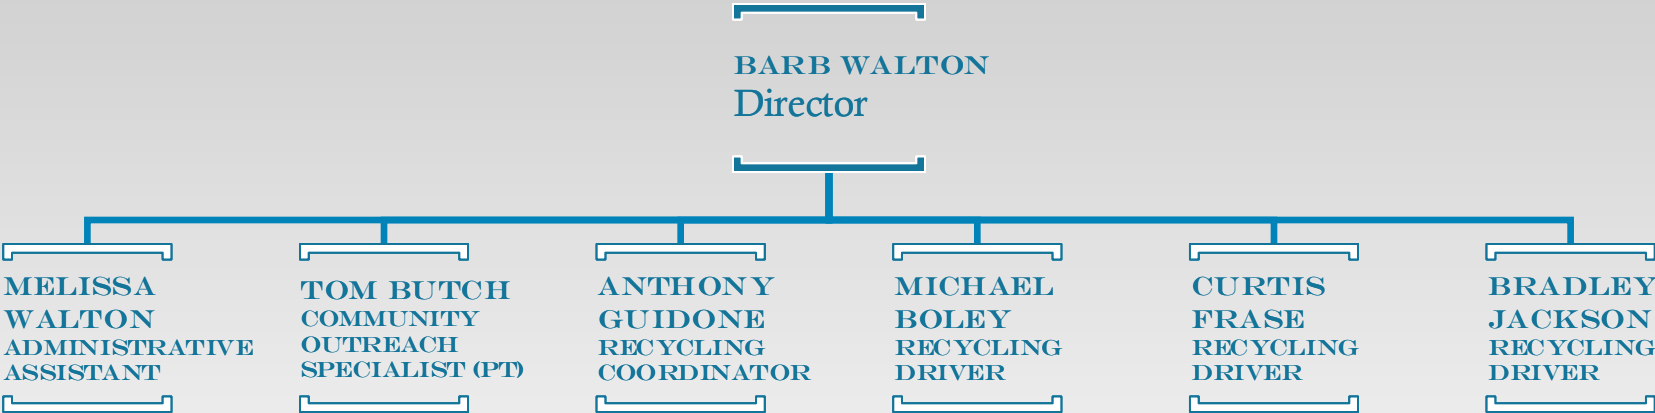 BARB WALTON
Director
MELISSA
WALTON
ADMINISTRATIVE
ASSISTANT
TOM BUTCH
COMMUNITY
OUTREACH
SPECIALIST (PT)
ANTHONY
GUIDONE
RECYCLING
COORDINATOR
MICHAEL
BOLEY
RECYCLING
DRIVER
CURTIS
FRASE
RECYCLING
DRIVER
BRADLEY
JACKSON
RECYCLING
DRIVER